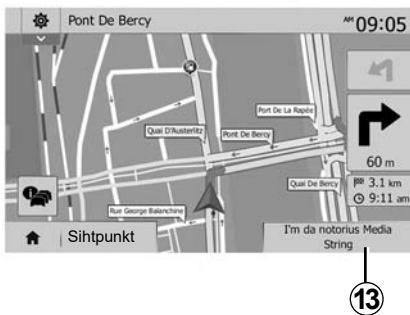 Pont De Bercy
AM 09:05
Port De La Rapée
Quai D'Austerlitz
Pont De Bercy
60 m
Quai De Bercy
3.1 km
9:11 am
Rue George Balanchine
Sihtpunkt
I'm da notorius Media
String
13